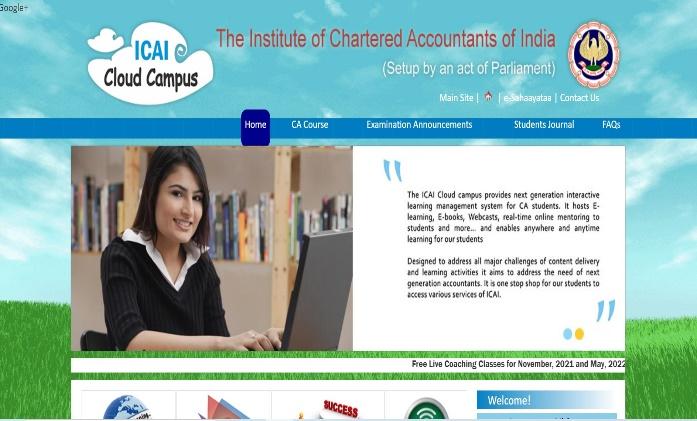 Google+
ICAI
Cloud Campus
The Institute of Chartered Accountants of India
(Setup by an act of Parliament)
Main Site | | e-Sahaayataa | Contact Us
Home CA Course Examination Announcements Students Journal FAQs
The ICAI Cloud campus provides next generation interactive
learning management system for CA students. It hosts E-
learning, E-books, Webcasts, real-time online mentoring to
students and more... and enables anywhere and anytime
learning for our students
Designed to address all major challenges of content delivery
and learning activities it aims to address the need of next
generation accountants. It is one stop shop for our students to
access various services of ICAI.
Free Live Coaching Classes for November, 2021 and May, 2022
SUCCESS
Welcome!